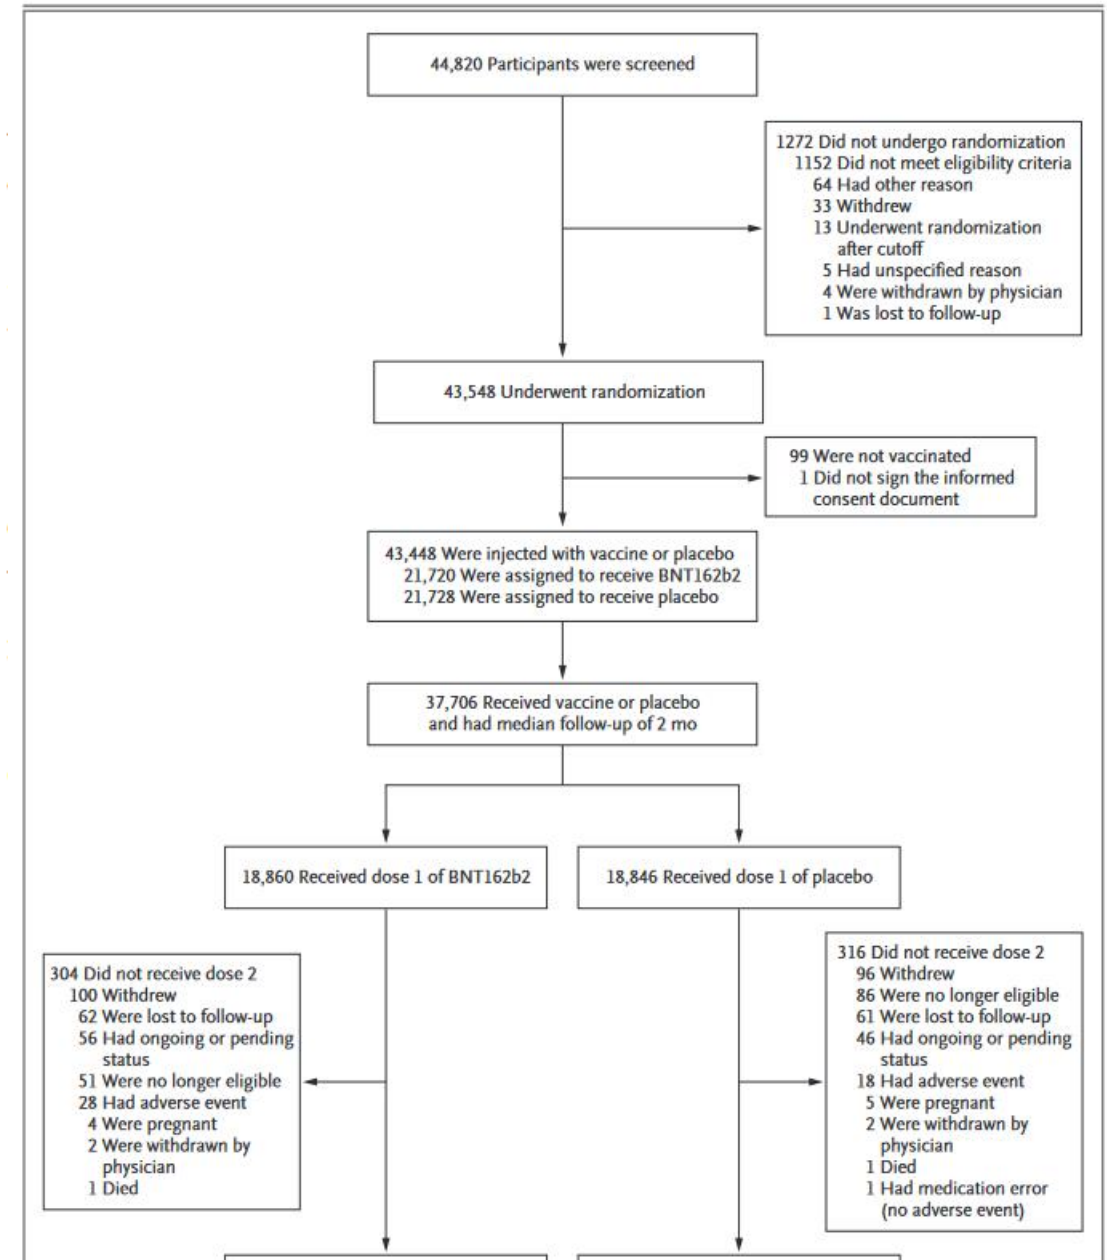 44,820 Participants were screened
1272 Did not undergo randomization
1152 Did not meet eligibility criteria
64 Had other reason
33 Withdrew
13 Underwent randomization
after cutoff
5 Had unspecified reason
4 Were withdrawn by physician
1 Was lost to follow-up
43,548 Underwent randomization
99 Were not vaccinated
1 Did not sign the informed
consent document
43,448 Were injected with vaccine or placebo
21,720 Were assigned to receive BNT162b2
21,728 Were assigned to receive placebo
37,706 Received vaccine or placebo
and had median follow-up of 2 mo
18,860 Received dose 1 of BNT162b2
18,846 Received dose 1 of placebo
304 Did not receive dose 2
100 Withdrew
62 Were lost to follow-up
56 Had ongoing or pending
status
51 Were no longer eligible
28 Had adverse event
4 Were pregnant
2 Were withdrawn by
physician
1 Died
316 Did not receive dose 2
96 Withdrew
86 Were no longer eligible
61 Were lost to follow-up
46 Had ongoing or pending
status
18 Had adverse event
5 Were pregnant
2 Were withdrawn by
physician
1 Died
1 Had medication error
(no adverse event)